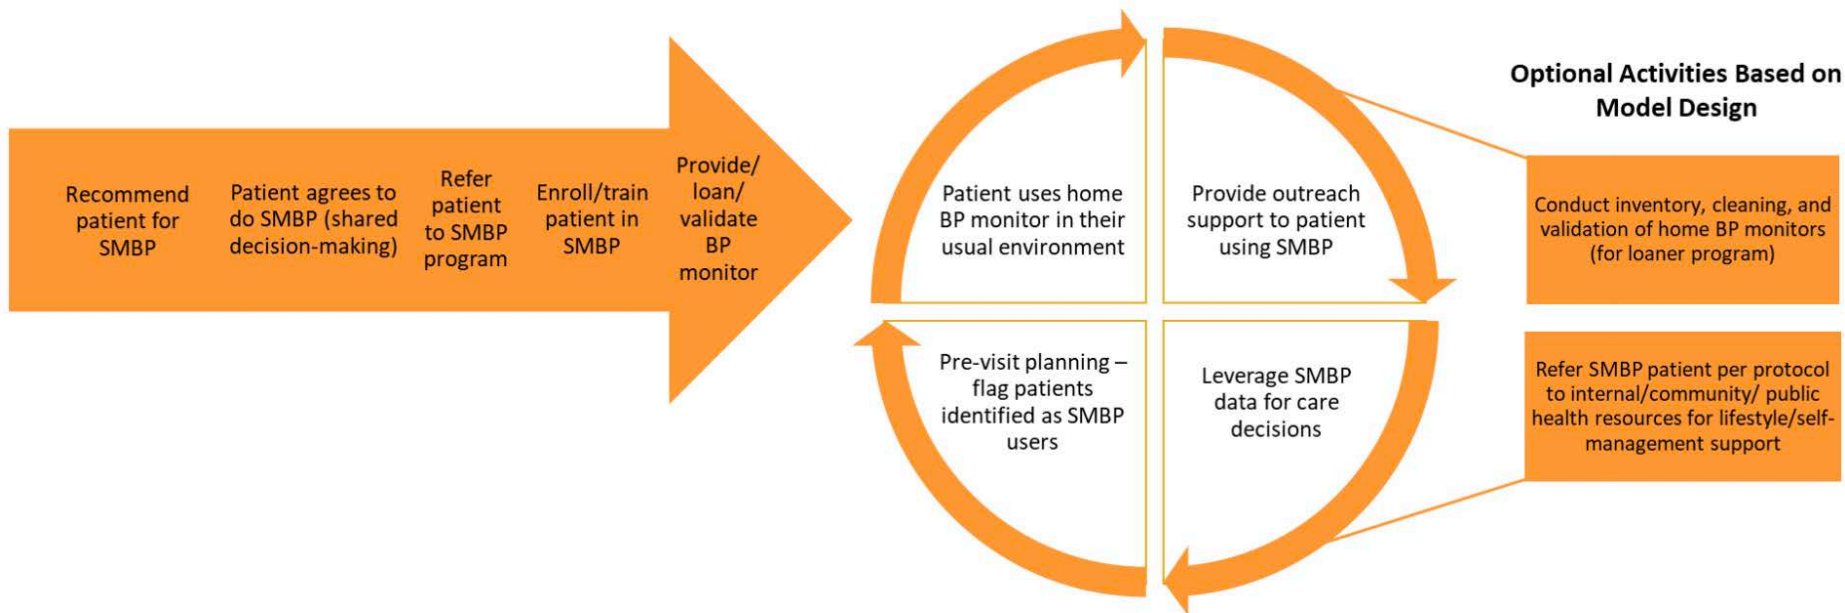 Recommend
patient for
SMBP
Patient agrees to
do SMBP (shared
decision-making)
Refer
patient
to SMBP
program
Enroll/train
patient in
SMBP
Provide/
loan/
validate
BP
monitor
Patient uses home
BP monitor in their
usual environment
Provide outreach
support to patient
using SMBP
Leverage SMBP
data for care
decisions
Pre-visit planning –
flag patients
identified as SMBP
users
Optional Activities Based on
Model Design
Conduct inventory, cleaning, and
validation of home BP monitors
(for loaner program)
Refer SMBP patient per protocol
to internal/community/ public
health resources for lifestyle/self-
management support